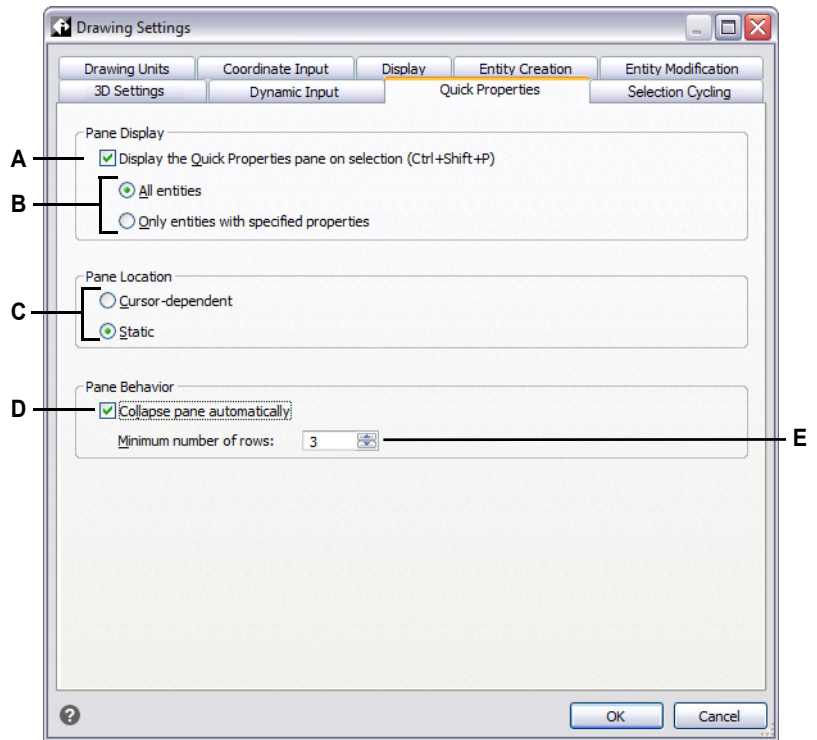 Drawing Settings
Drawing Units Coordinate Input Display Entity Creation Entity Modification
3D Settings Dynamic Input Quick Properties Selection Cycling
Pane Display
A Display the Quick Properties pane on selection (Ctrl+Shift+P)
B
All entities
Only entities with specified properties
Pane Location
C
Cursor-dependent
Static
Pane Behavior
D Collapse pane automatically
Minimum number of rows: 3 E
? OK Cancel